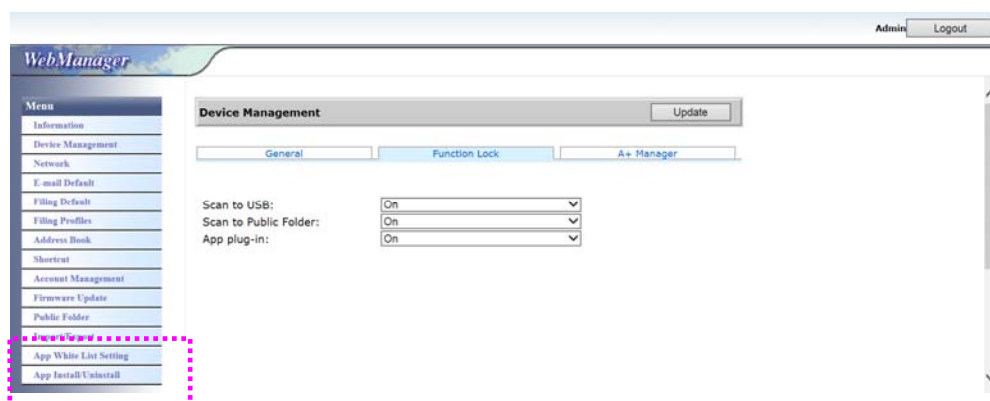 Admin Logout
WebManager
Menu
Information
Device Management
Network
E-mail Default
Filing Default
Filing Profiles
Address Book
Shortcut
Account Management
Firmware Update
Public Folder
Import/Export
App White List Setting
App Install/Uninstall
Device Management Update
General Function Lock A+ Manager
Scan to USB: On
Scan to Public Folder: On
App plug-in: On